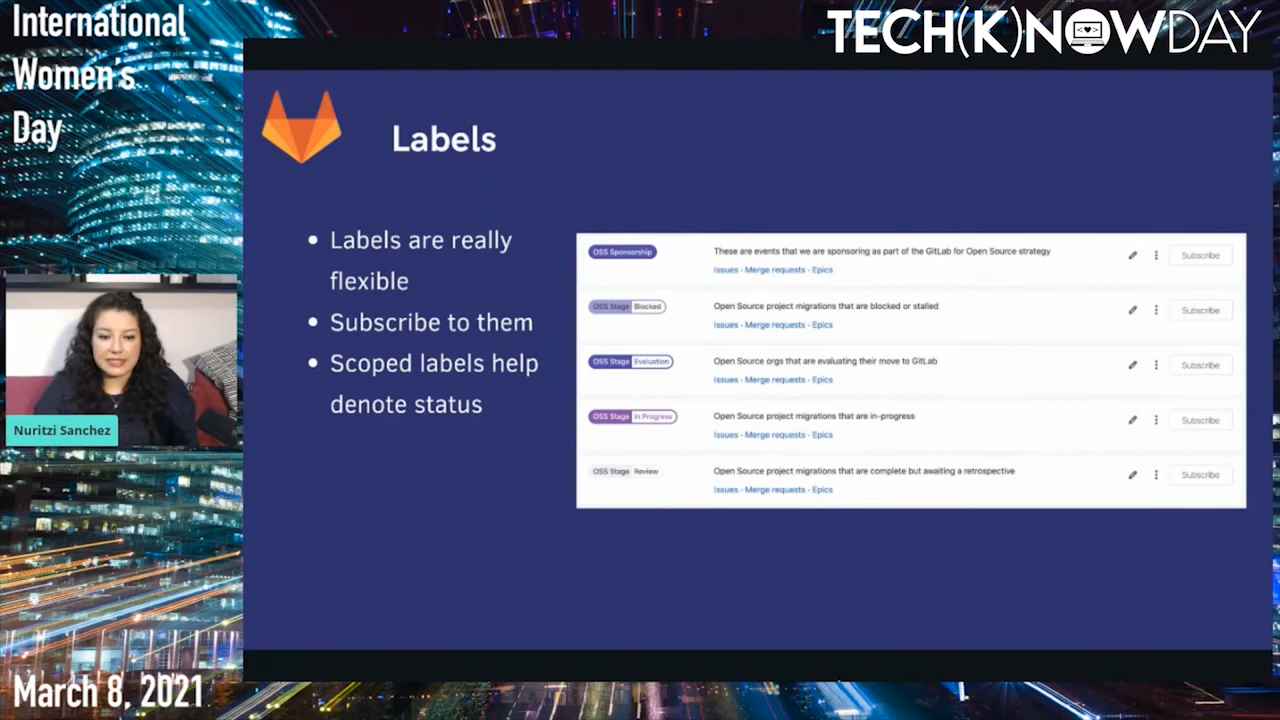 International
Women's
Day
TECH(K)NOWDAY
Labels
• Labels are really
flexible
• Subscribe to them
• Scoped labels help
denote status
OSS Sponsorship
These are events that we are sponsoring as part of the GitLab for Open Source strategy
Issues · Merge requests · Epics
Subscribe
OSS Stage Blocked
Open Source project migrations that are blocked or stalled
Issues · Merge requests · Epics
Subscribe
OSS Stage Evaluation
Open Source orgs that are evaluating their move to GitLab
Issues · Merge requests · Epics
Subscribe
OSS Stage In Progress
Open Source project migrations that are in-progress
Issues · Merge requests · Epics
Subscribe
OSS Stage Review
Open Source project migrations that are complete but awaiting a retrospective
Issues · Merge requests · Epics
Subscribe
Nuritzi Sanchez
March 8, 2021